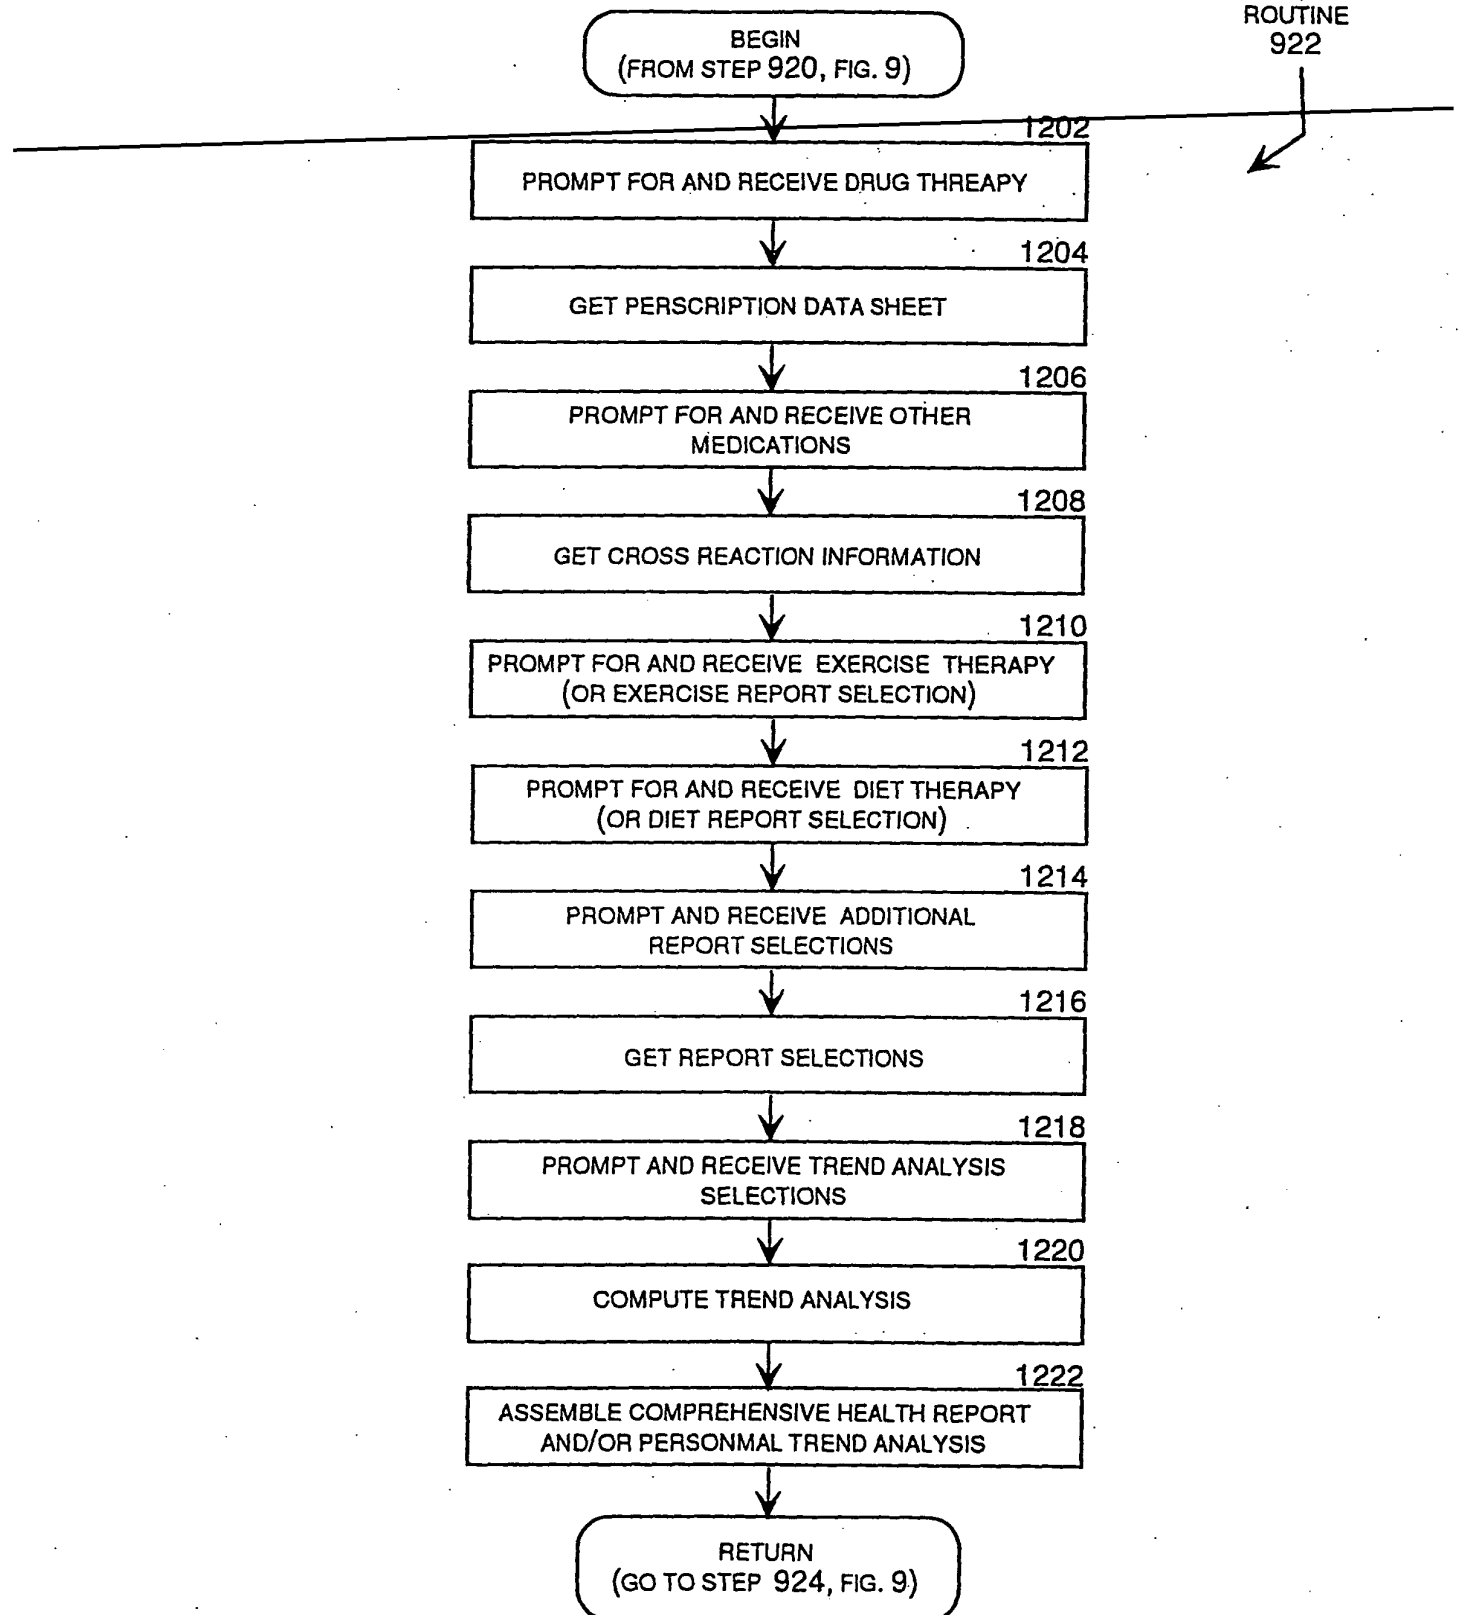 ROUTINE
922
BEGIN
(FROM STEP 920, FIG. 9)
1202
PROMPT FOR AND RECEIVE DRUG THREAPY
1204
GET PERSCRIPTION DATA SHEET
1206
PROMPT FOR AND RECEIVE OTHER
MEDICATIONS
1208
GET CROSS REACTION INFORMATION
1210
PROMPT FOR AND RECEIVE EXERCISE THERAPY
(OR EXERCISE REPORT SELECTION)
1212
PROMPT FOR AND RECEIVE DIET THERAPY
(OR DIET REPORT SELECTION)
1214
PROMPT AND RECEIVE ADDITIONAL
REPORT SELECTIONS
1216
GET REPORT SELECTIONS
1218
PROMPT AND RECEIVE TREND ANALYSIS
SELECTIONS
1220
COMPUTE TREND ANALYSIS
1222
ASSEMBLE COMPREHENSIVE HEALTH REPORT
AND/OR PERSONMAL TREND ANALYSIS
RETURN
(GO TO STEP 924, FIG. 9)